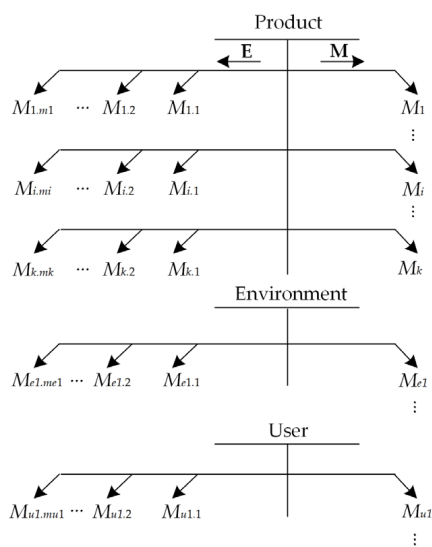 Product
E M
M1.m1 ... M1.2 M1.1 M1
⋮
Mi.mi ... Mi.2 Mi.1 Mi
⋮
Mk.mk ... Mk.2 Mk.1 Mk
Environment
Me1.me1 ... Me1.2 Me1.1 Me1
⋮
User
Mu1.mu1 ... Mu1.2 Mu1.1 Mu1
⋮